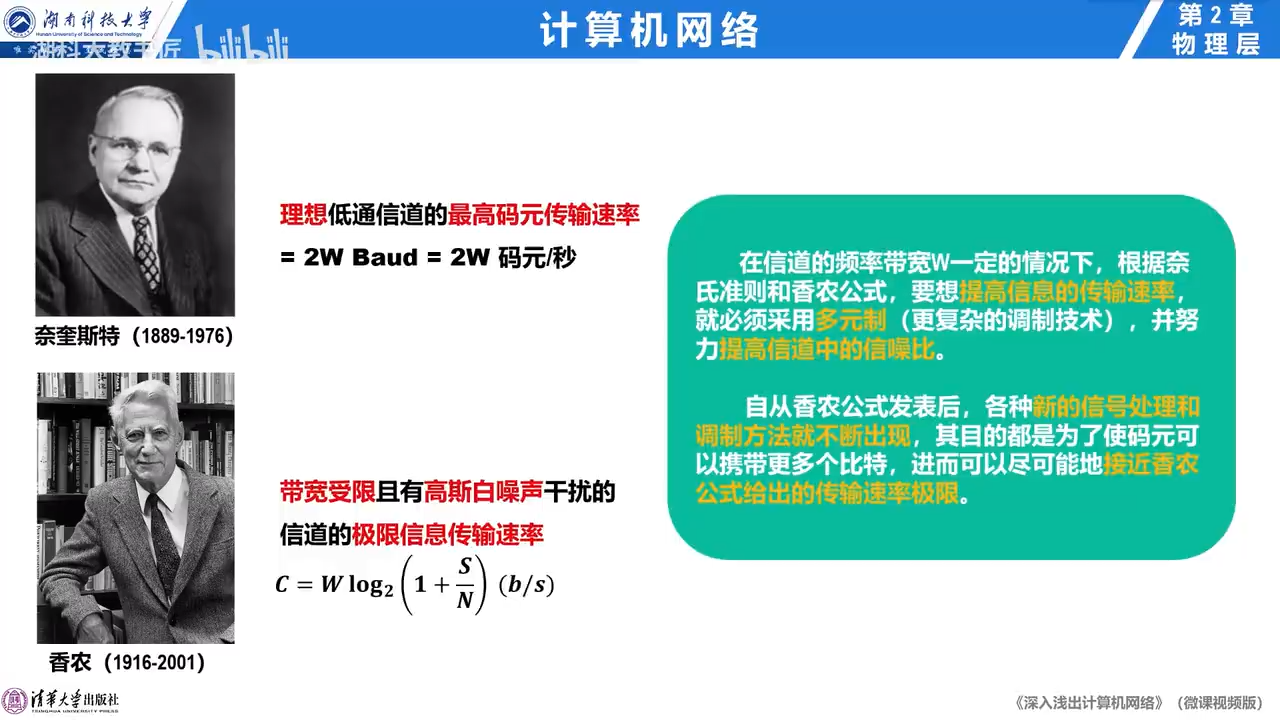 湖南科技大学
Hunan University of Science and Technology
湖科大教书匠
bilibili
计算机网络
第 2 章
物理层
奈奎斯特（1889-1976）
理想低通信道的最高码元传输速率
= 2W Baud = 2W 码元/秒
香农（1916-2001）
带宽受限且有高斯白噪声干扰的
信道的极限信息传输速率
C = W log₂ (1 + S/N) (b/s)
在信道的频率带宽W一定的情况下，根据奈
氏准则和香农公式，要想提高信息的传输速率，
就必须采用多元制（更复杂的调制技术），并努
力提高信道中的信噪比。
自从香农公式发表后，各种新的信号处理和
调制方法就不断出现，其目的都是为了使码元可
以携带更多个比特，进而可以尽可能地接近香农
公式给出的传输速率极限。
清华大学出版社
TSINGHUA UNIVERSITY PRESS
《深入浅出计算机网络》（微课视频版）